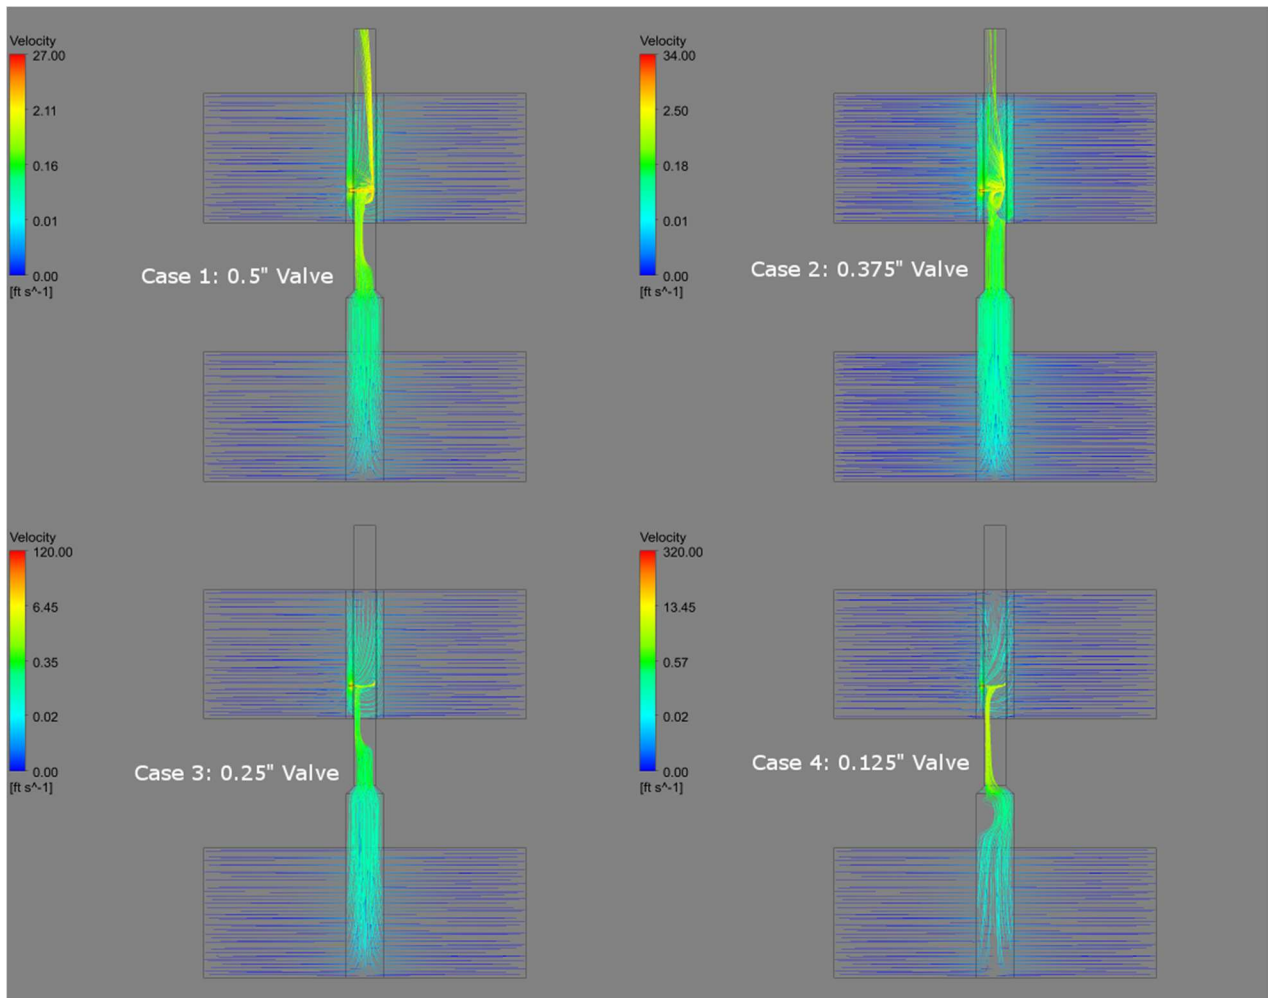 Velocity
27.00
2.11
0.16
0.01
0.00
[ft s^-1]
Case 1: 0.5" Valve
Velocity
34.00
2.50
0.18
0.01
0.00
[ft s^-1]
Case 2: 0.375" Valve
Velocity
120.00
6.45
0.35
0.02
0.00
[ft s^-1]
Case 3: 0.25" Valve
Velocity
320.00
13.45
0.57
0.02
0.00
[ft s^-1]
Case 4: 0.125" Valve